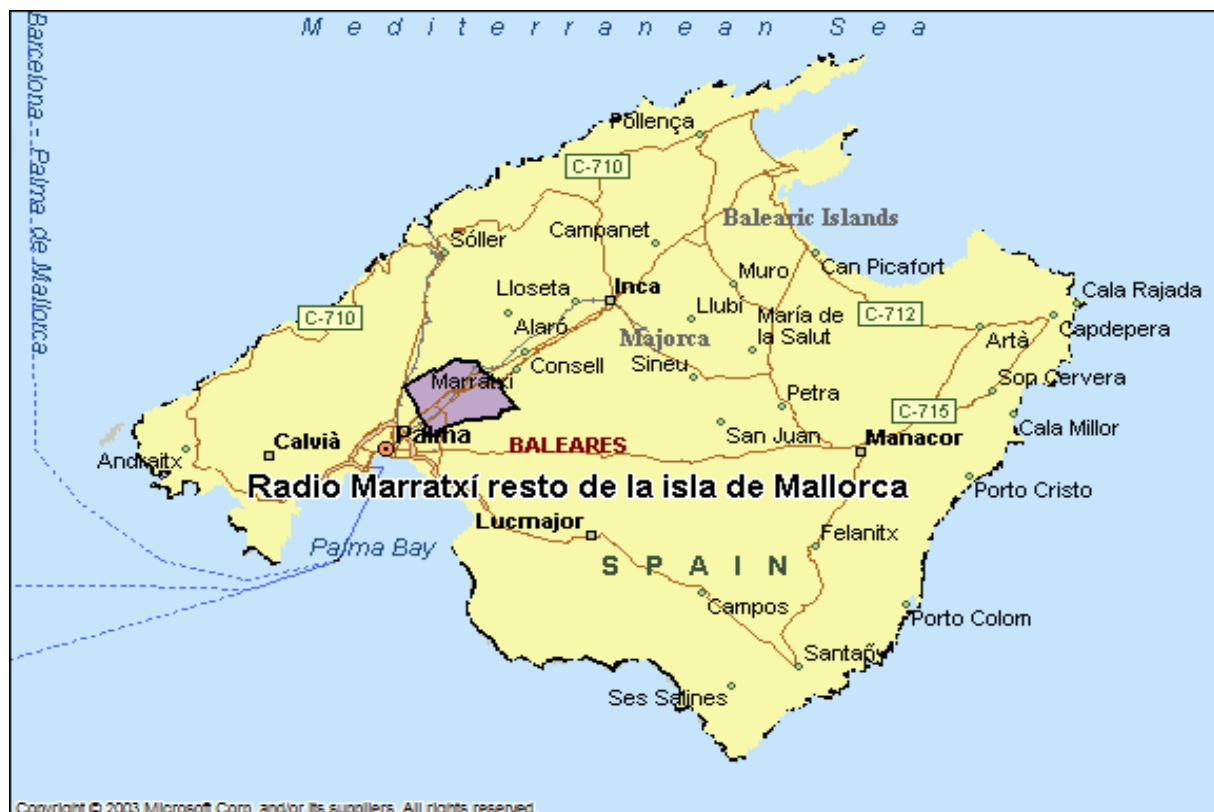 Mediterranean Sea
Barcelona - Palma de Mallorca
Pollença
C-710
Balearic Islands
Campanet
Sóller
Can Picafort
Muro
Inca
Lloseta
Cala Rajada
Llubí
C-710
C-712
María de
la Salut
Capdepera
Alaró
Artà
Majorca
Consell
Sineu
Son Cervera
Marratxí
Petra
C-715
San Juan
Cala Millor
Palma
Calvià
BALEARES
Manacor
Andraitx
Radio Marratxí resto de la isla de Mallorca
Porto Cristo
Lucmajor
Felanitx
Palma Bay
SPAIN
Campos
Porto Colom
Santañy
Ses Salines
Copyright © 2003 Microsoft Corp. and/or its suppliers. All rights reserved.